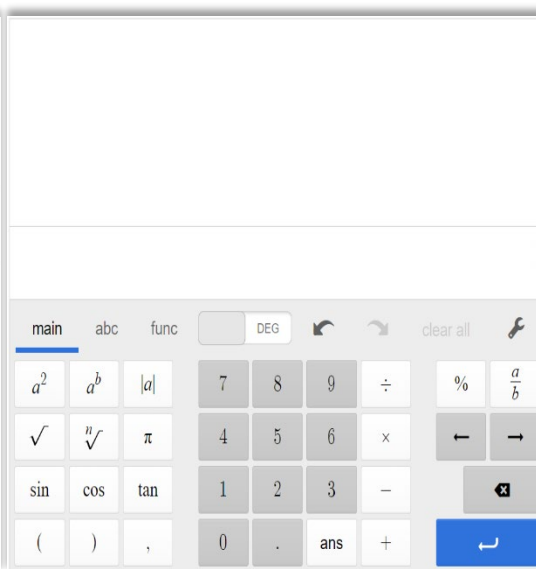 main abc func DEG clear all
a² aᵇ |a| 7 8 9 ÷ % a/b
√ ⁿ√ π 4 5 6 × ← →
sin cos tan 1 2 3 −
( ) , 0 . ans +